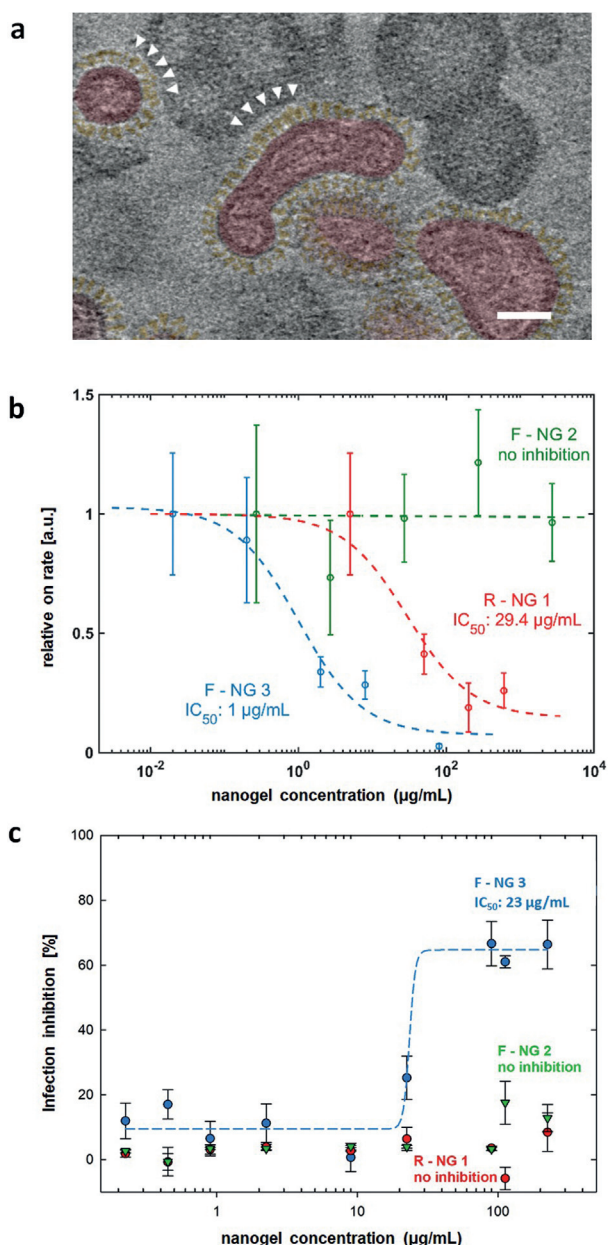 a
b
1.5
1
0.5
0
relative on rate [a.u.]
F - NG 2
no inhibition
R - NG 1
IC50: 29.4 µg/mL
F - NG 3
IC50: 1 µg/mL
10-2
100
102
104
nanogel concentration (µg/mL)
c
100
80
60
40
20
0
Infection inhibition [%]
F - NG 3
IC50: 23 µg/mL
F - NG 2
no inhibition
R - NG 1
no inhibition
1
10
100
nanogel concentration (µg/mL)